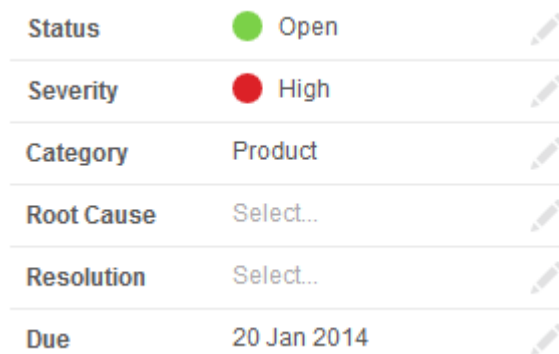 Status Open
Severity High
Category Product
Root Cause Select...
Resolution Select...
Due 20 Jan 2014